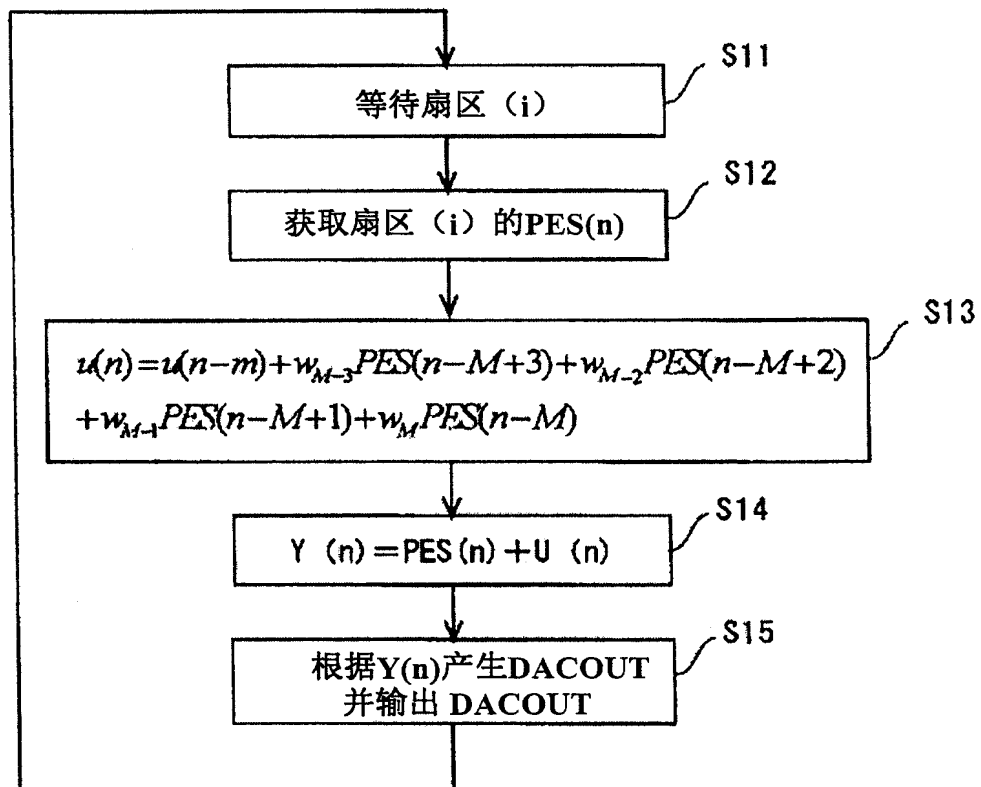 S11
等待扇区（i）
S12
获取扇区（i）的PES(n)
S13
u(n)=u(n-m)+w_{M-3}PES(n-M+3)+w_{M-2}PES(n-M+2)
+w_{M-1}PES(n-M+1)+w_{M}PES(n-M)
S14
Y (n)=PES(n)+U (n)
S15
根据Y(n)产生DACOUT
并输出 DACOUT